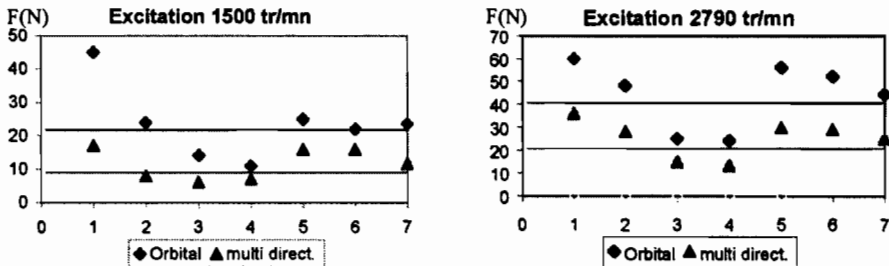 F(N) Excitation 1500 tr/mn
50
40
30
20
10
0
0 1 2 3 4 5 6 7
◆ Orbital ▲ multi direct.
F(N) Excitation 2790 tr/mn
70
60
50
40
30
20
10
0
0 1 2 3 4 5 6 7
◆ Orbital ▲ multi direct.